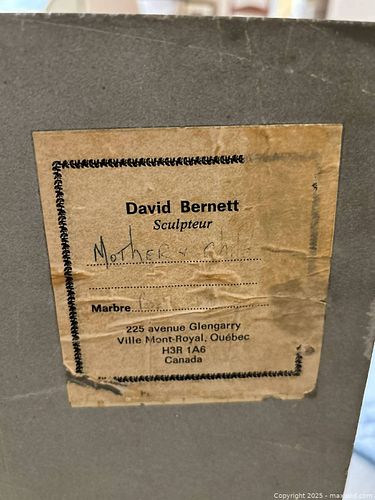 David Bernett
Sculpteur
Mother &
Marbre
225 avenue Glengarry
Ville Mont-Royal, Québec
H3R 1A6
Canada
Copyright 2025 - maxsold.com